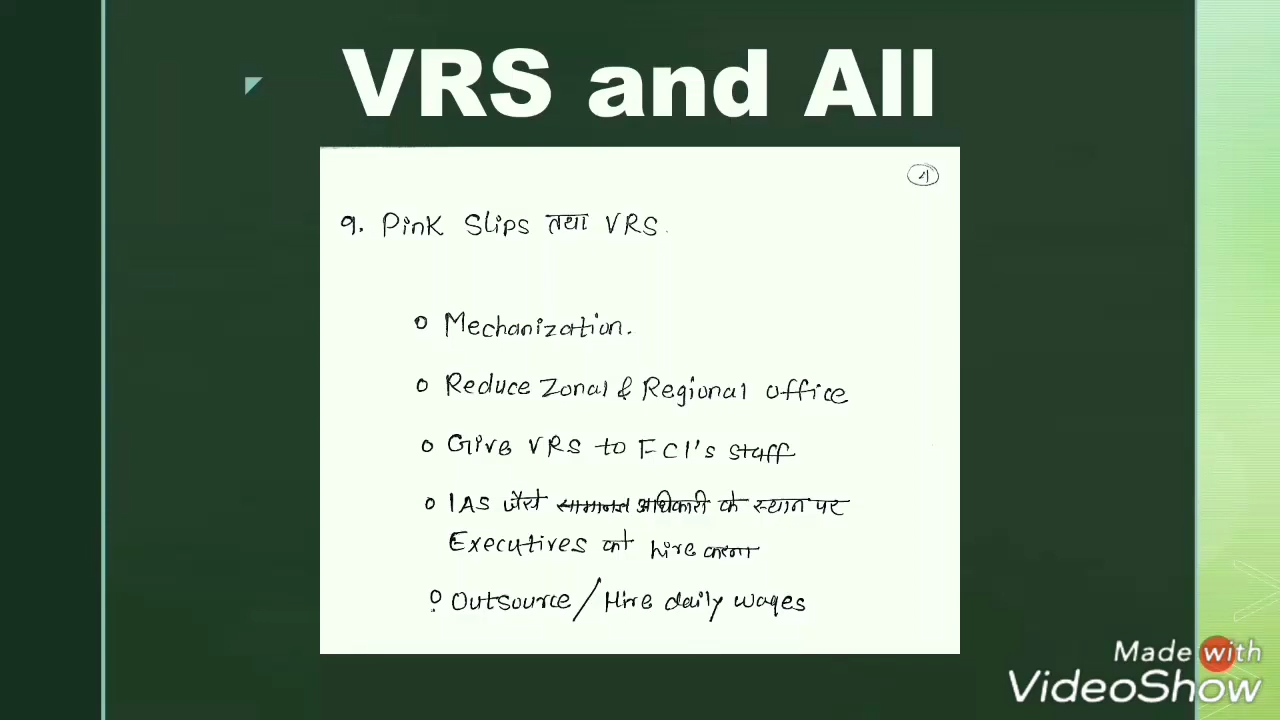 VRS and All
4
9. Pink Slips तथा VRS.
Mechanization.
Reduce Zonal & Regional office
Give VRS to FCI's staff
IAS जैसे अधिकारी के स्थान पर
Executives को hire करना
Outsource / Hire daily wages
Made with
VideoShow